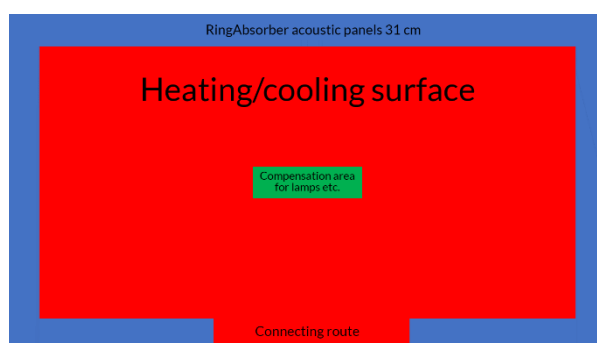 RingAbsorber acoustic panels 31 cm
Heating/cooling surface
Compensation area
for lamps etc.
Connecting route